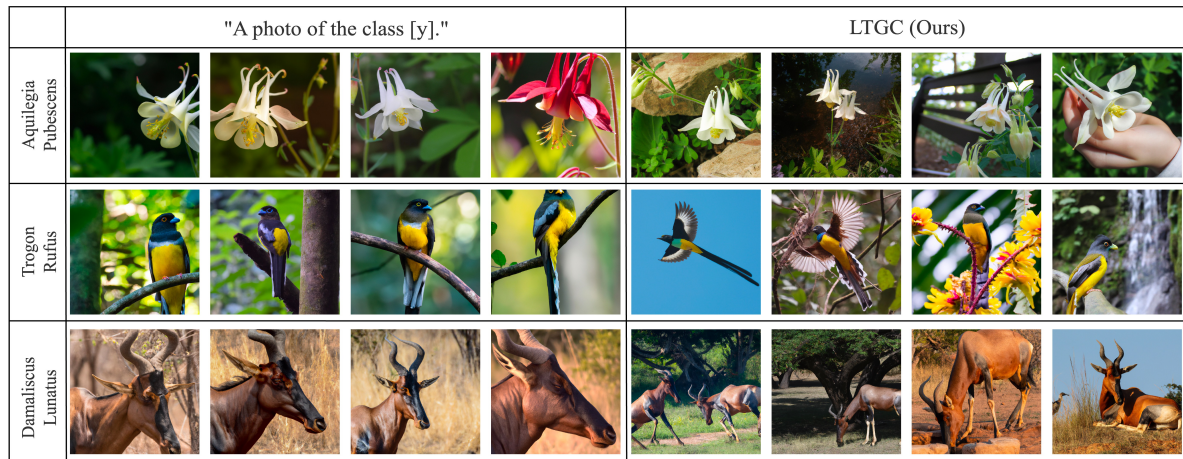 "A photo of the class [y]."
LTGC (Ours)
Aquilegia
Pubescens
Trogon
Rufus
Damaliscus
Lunatus